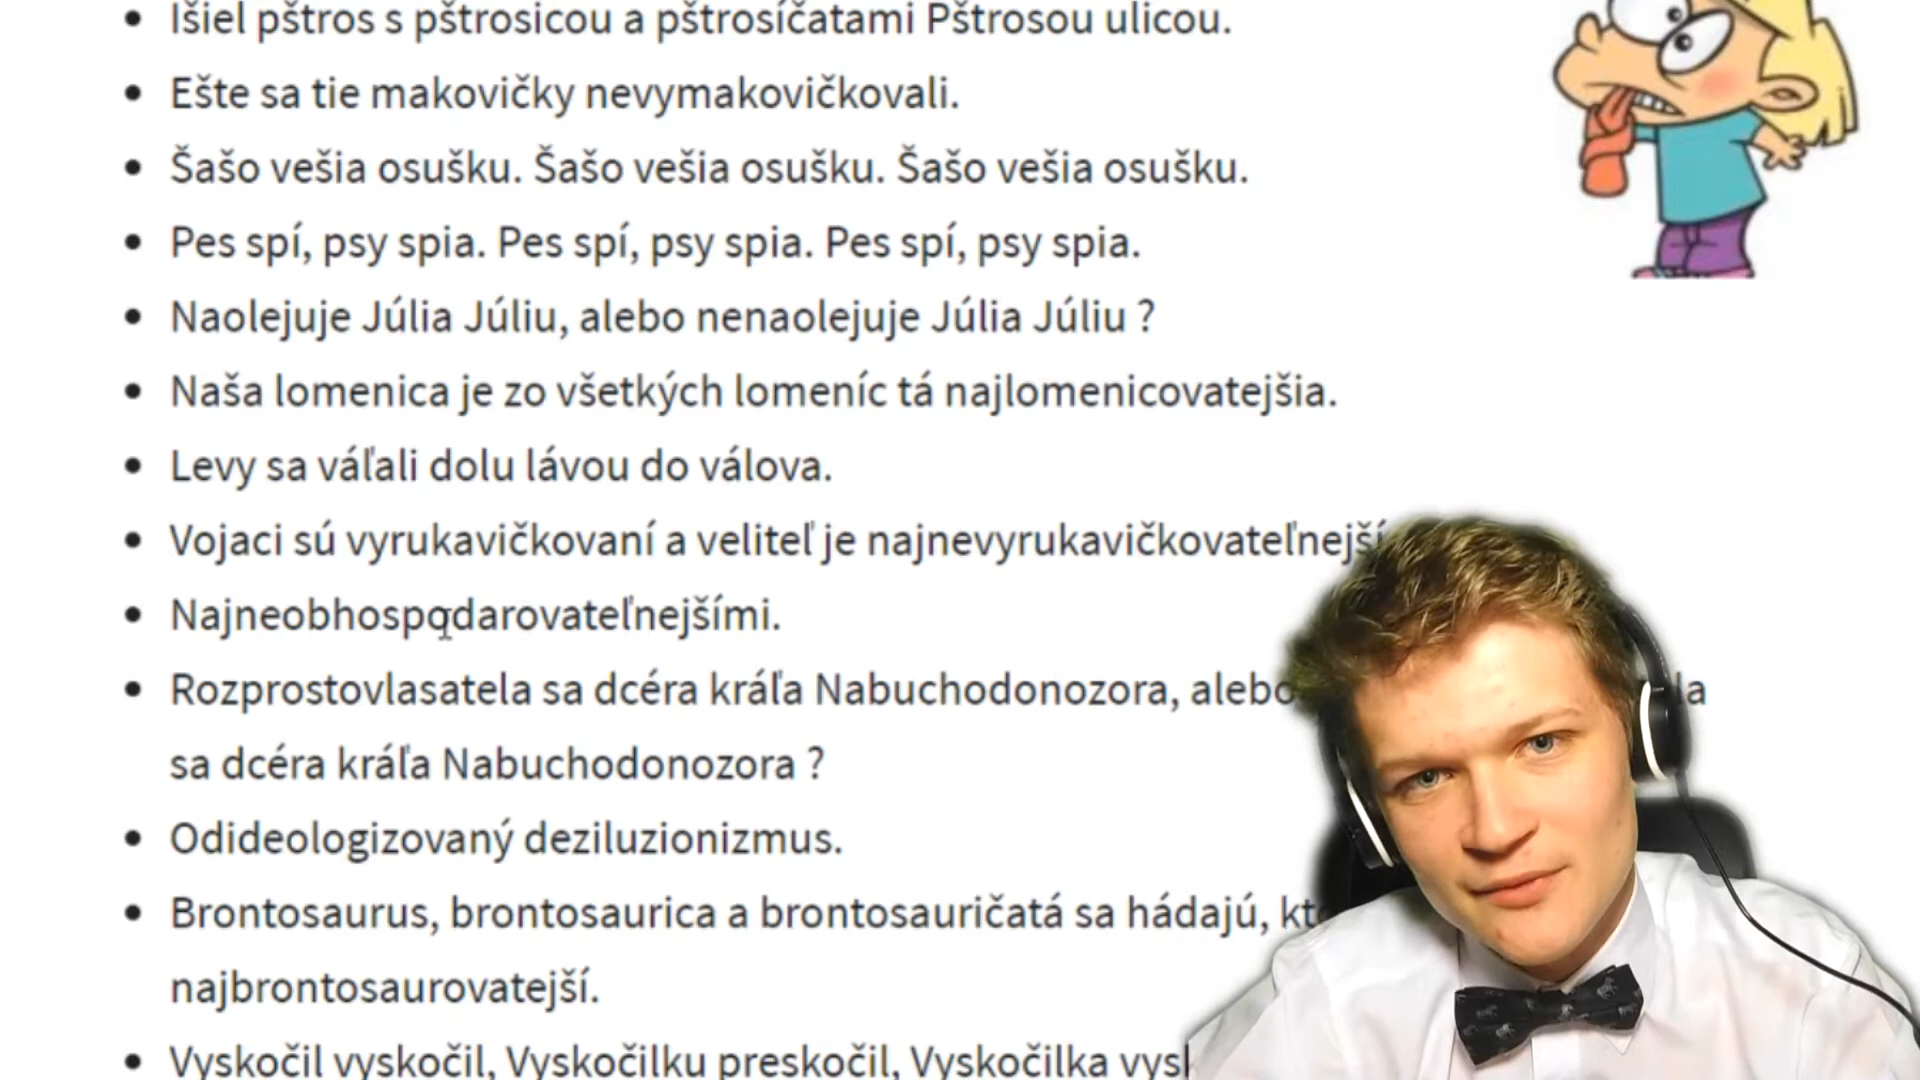 Išiel pštros s pštrosicou a pštrosíčatami Pštrosou ulicou.
Ešte sa tie makovičky nevymakovičkovali.
Šašo vešia osušku. Šašo vešia osušku. Šašo vešia osušku.
Pes spí, psy spia. Pes spí, psy spia. Pes spí, psy spia.
Naolejuje Júlia Júliu, alebo nenaolejuje Júlia Júliu ?
Naša lomenica je zo všetkých lomeníc tá najlomenicovatejšia.
Levy sa váľali dolu lávou do válova.
Vojaci sú vyrukavičkovaní a veliteľ je najnevyrukavičkovateľnejší
Najneobhospodarovateľnejšími.
Rozprostovlasatela sa dcéra kráľa Nabuchodonozora, alebo la
sa dcéra kráľa Nabuchodonozora ?
Odideologizovaný deziluzionizmus.
Brontosaurus, brontosaurica a brontosauričatá sa hádajú,
najbrontosaurovatejší.
Vyskočil vyskočil, Vyskočilku preskočil, Vyskočilka